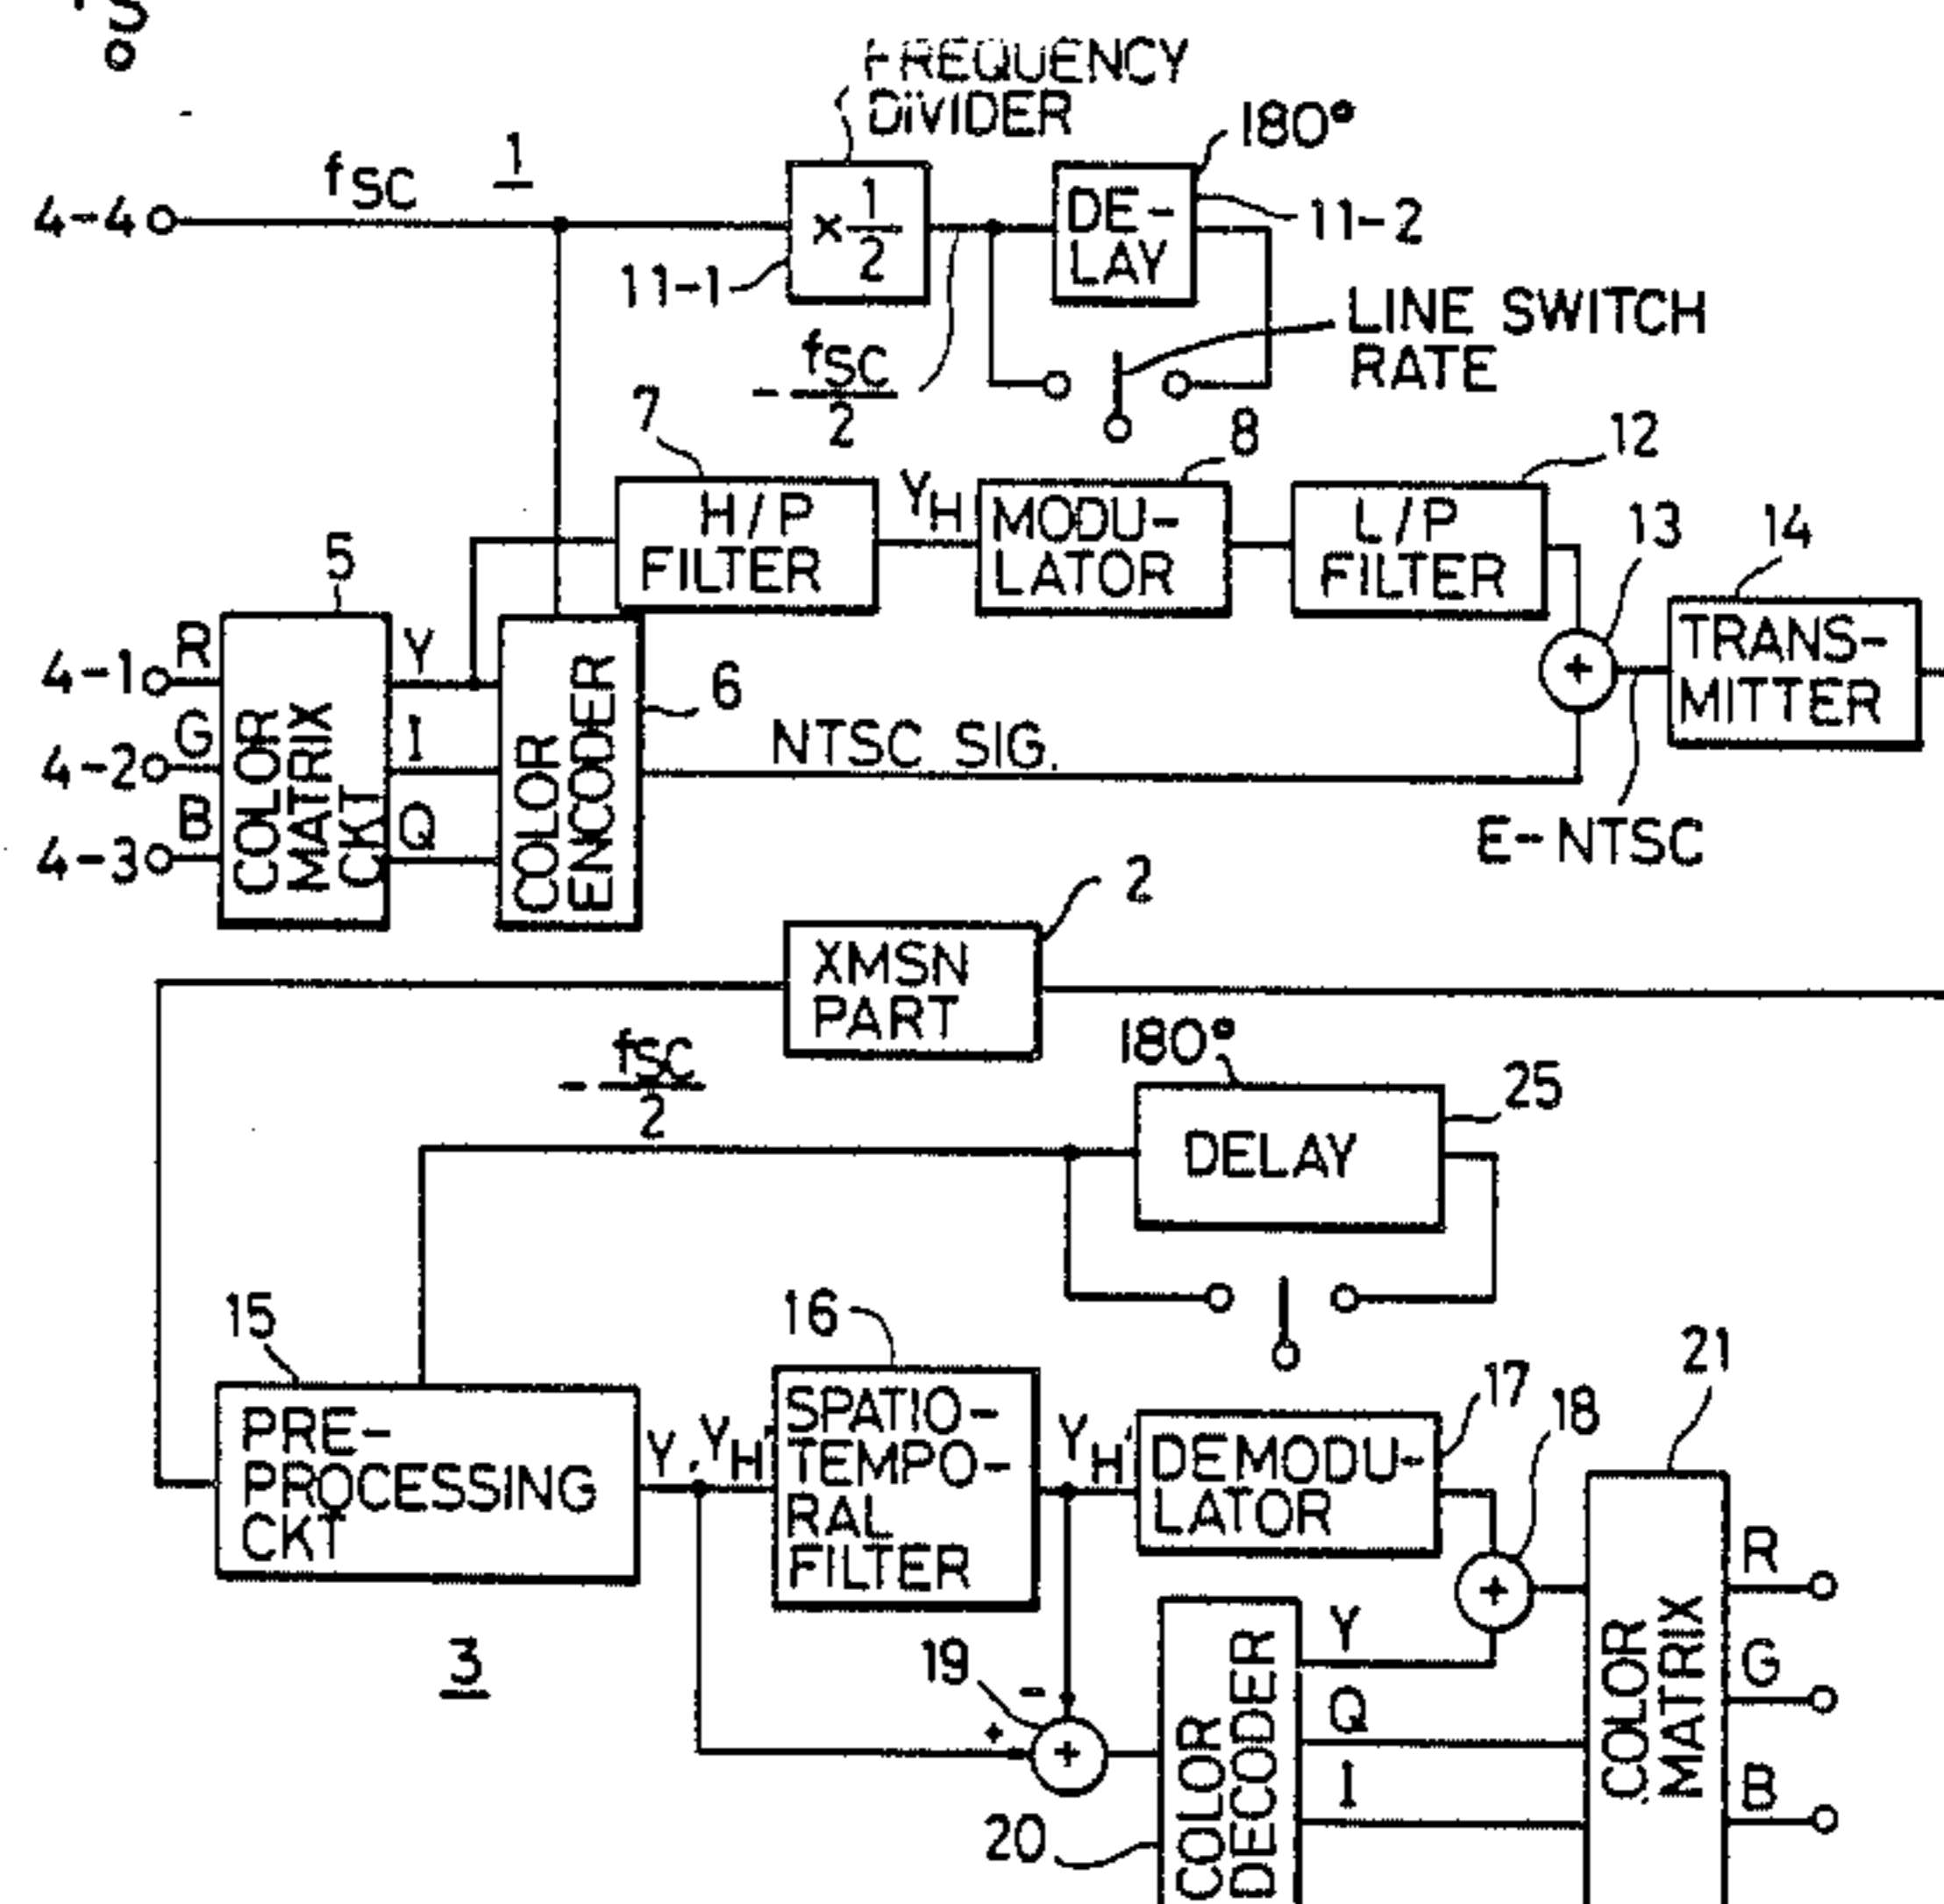 FREQUENCY
DIVIDER
180°
fSC
1
4-4
x 1/2
DE-
LAY
11-2
11-1
LINE SWITCH
RATE
- fSC/2
7
8
12
H/P
FILTER
YH
MODU-
LATOR
L/P
FILTER
13
14
5
4-1
R
Y
TRANS-
MITTER
6
4-2
G
I
NTSC SIG.
4-3
B
Q
COLOR
MATRIX
CKT
COLOR
ENCODER
E-NTSC
2
XMSN
PART
180°
- fSC/2
25
DELAY
15
16
21
17
18
PRE-
PROCESSING
CKT
Y,YH'
SPATIO-
TEMPO-
RAL
FILTER
YH'
DEMODU-
LATOR
R
3
19
-
+
Y
Q
I
G
B
COLOR
DECODER
COLOR
MATRIX
20